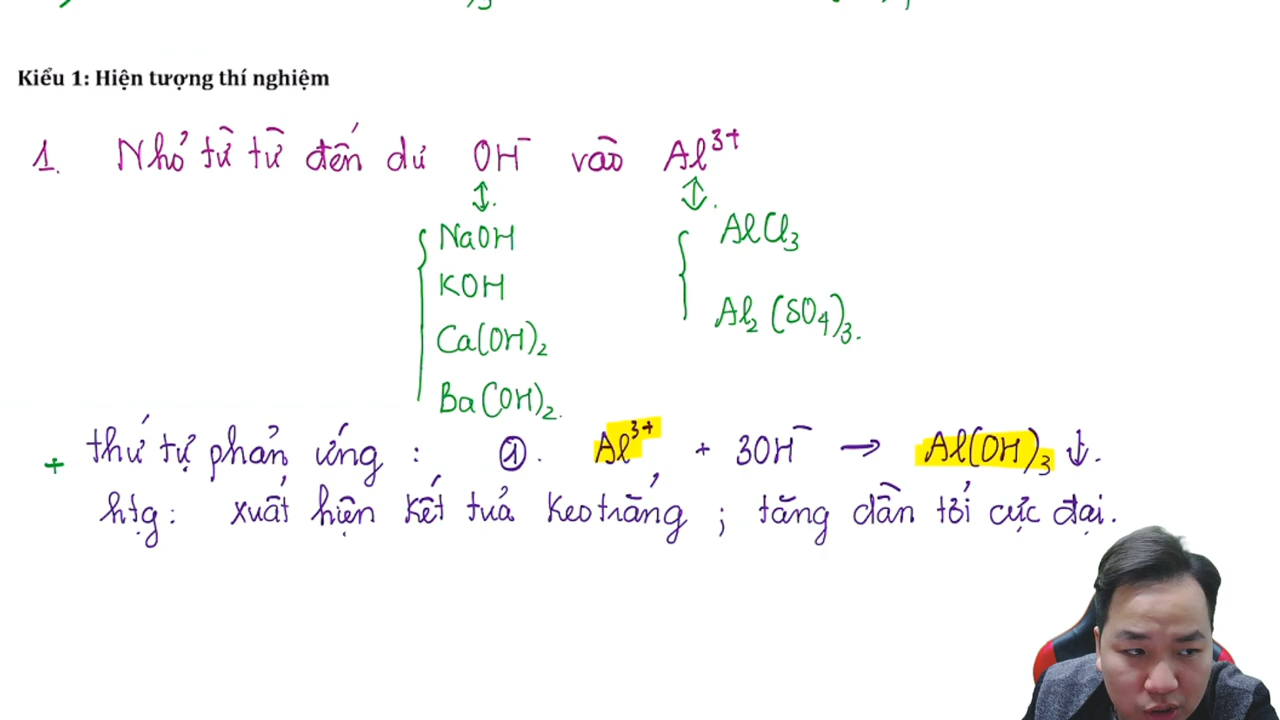 Kiểu 1: Hiện tượng thí nghiệm
1. Nhỏ từ từ đến dư OH⁻ vào Al³⁺
NaOH
KOH
Ca(OH)₂
Ba(OH)₂.
AlCl₃
Al₂(SO₄)₃.
+ thứ tự phản ứng : ①. Al³⁺ + 3OH⁻ → Al(OH)₃↓.
htg: xuất hiện kết tủa keo trắng ; tăng dần tới cực đại.